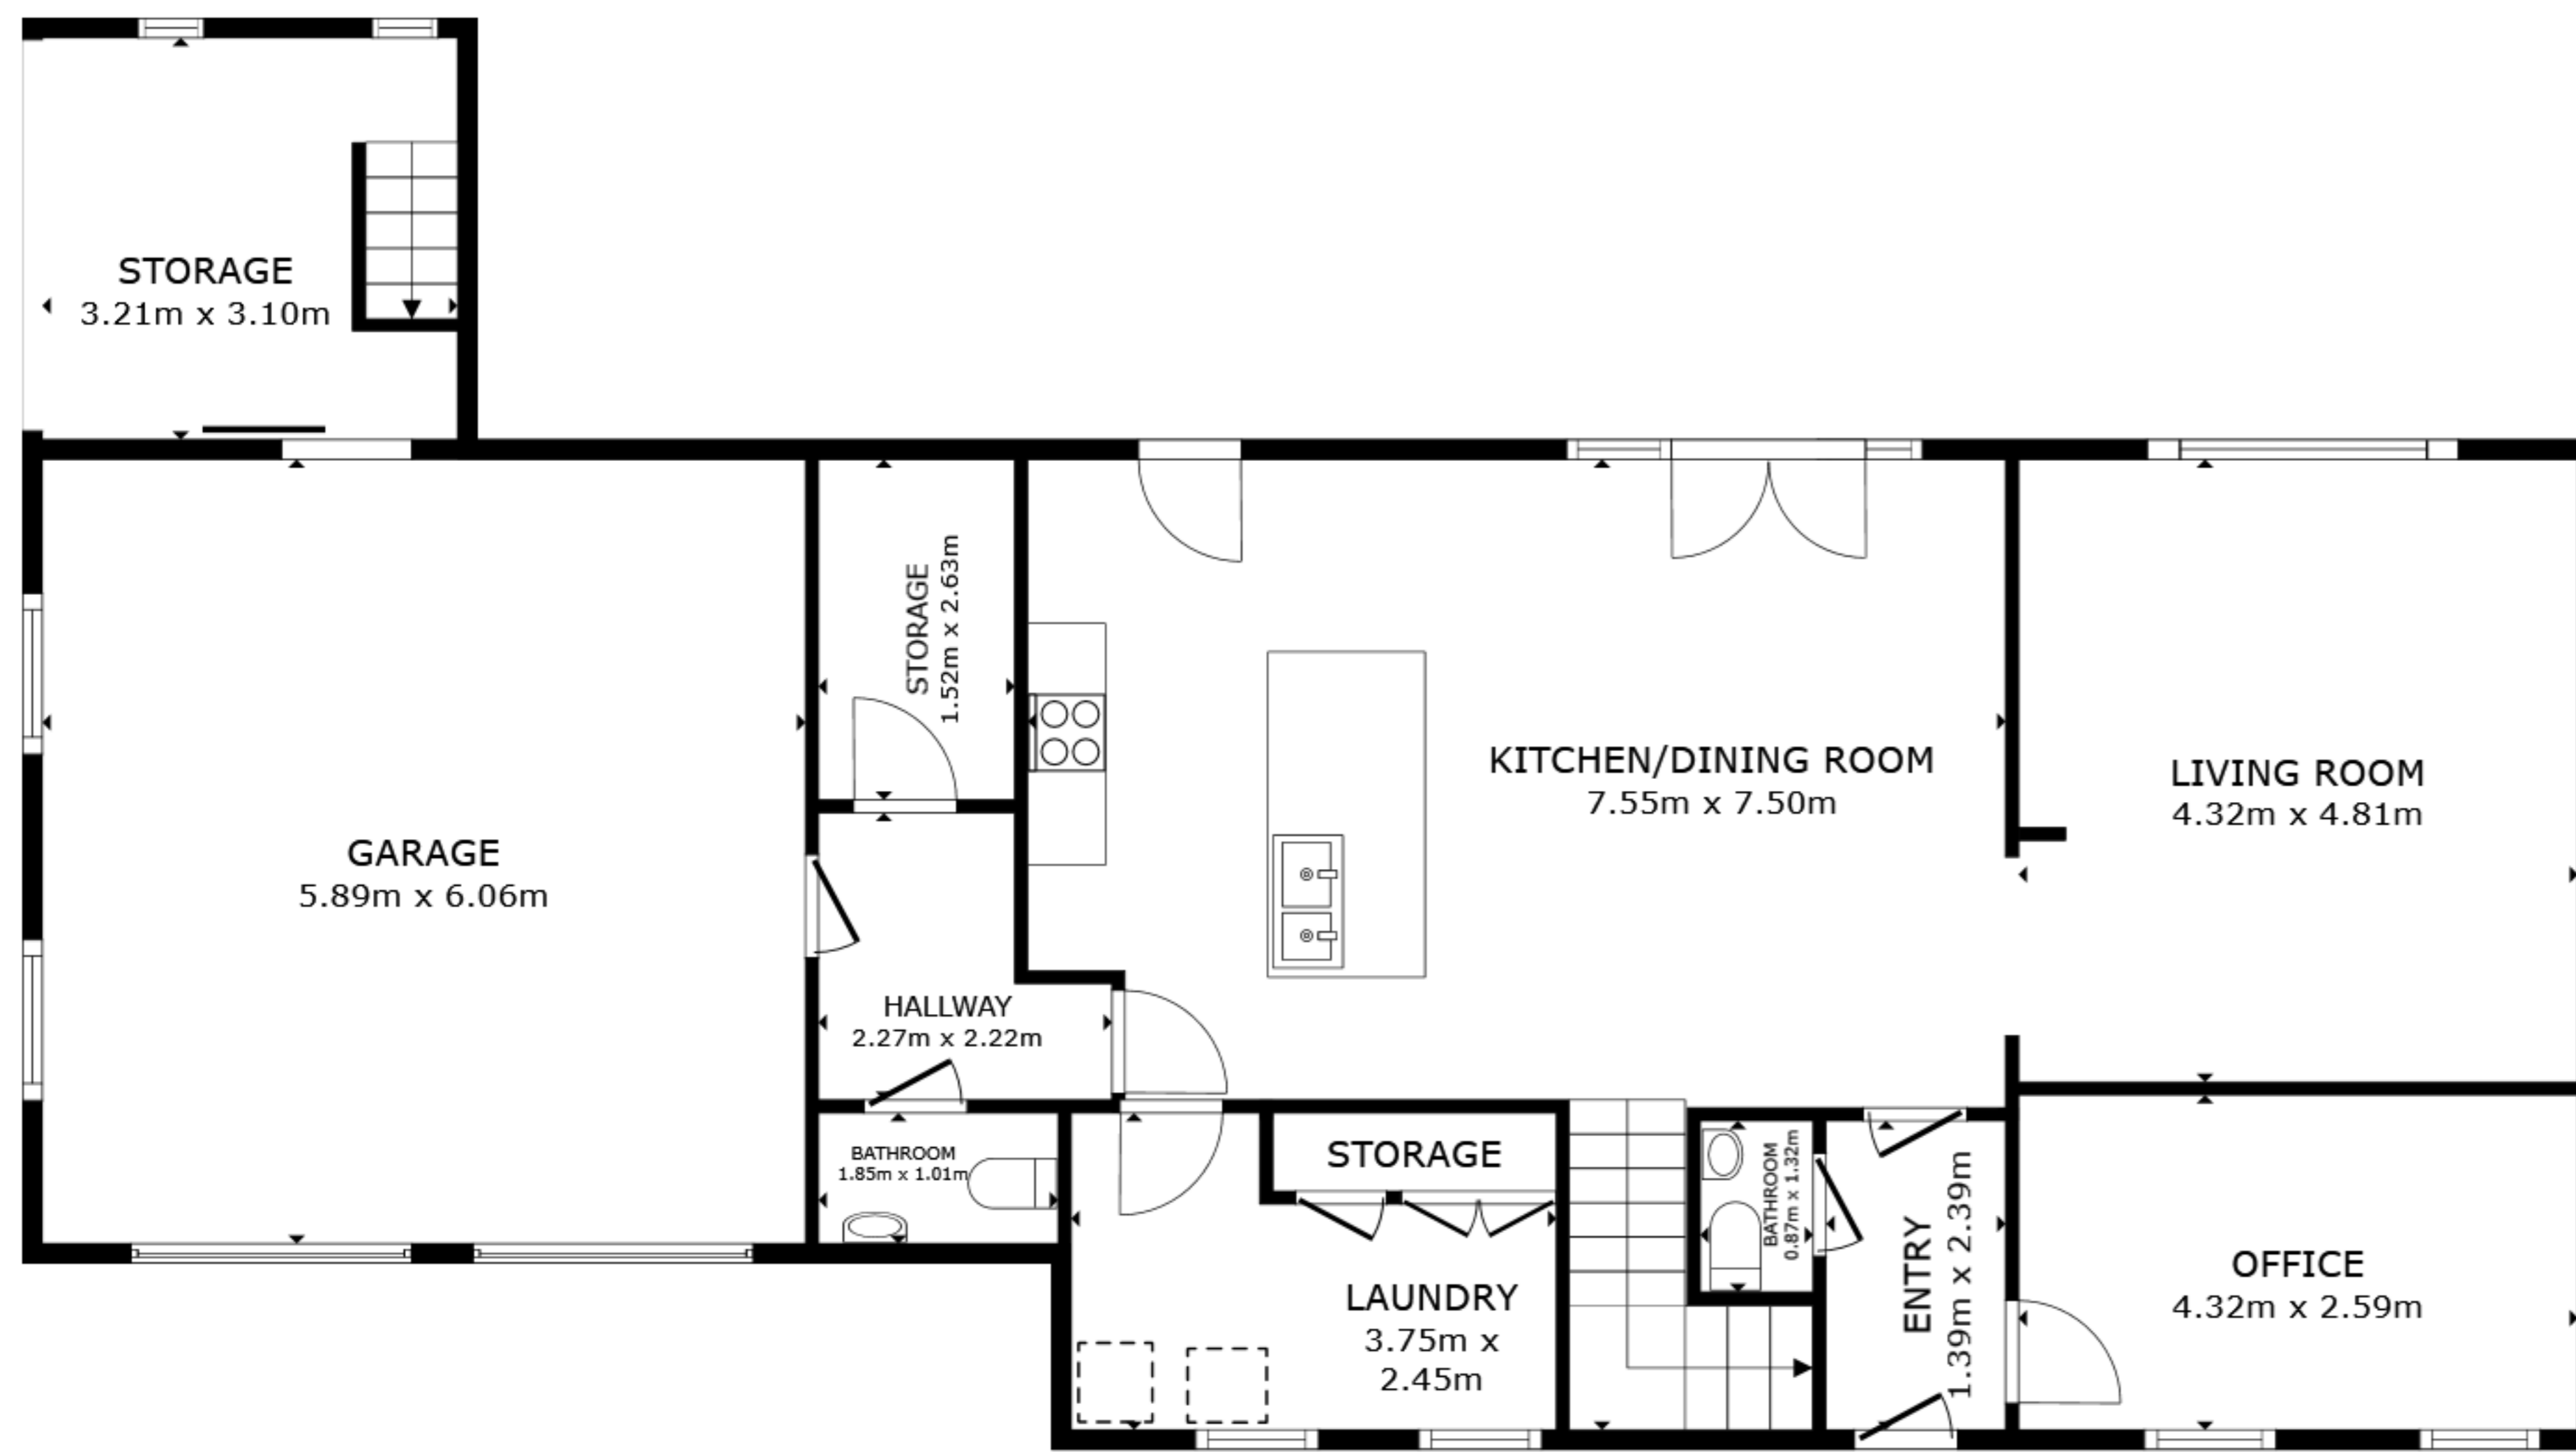 STORAGE
3.21m x 3.10m
STORAGE
1.52m x 2.63m
KITCHEN/DINING ROOM
7.55m x 7.50m
LIVING ROOM
4.32m x 4.81m
GARAGE
5.89m x 6.06m
HALLWAY
2.27m x 2.22m
BATHROOM
1.85m x 1.01m
STORAGE
BATHROOM
0.87m x 1.32m
ENTRY
1.39m x 2.39m
OFFICE
4.32m x 2.59m
LAUNDRY
3.75m x
2.45m